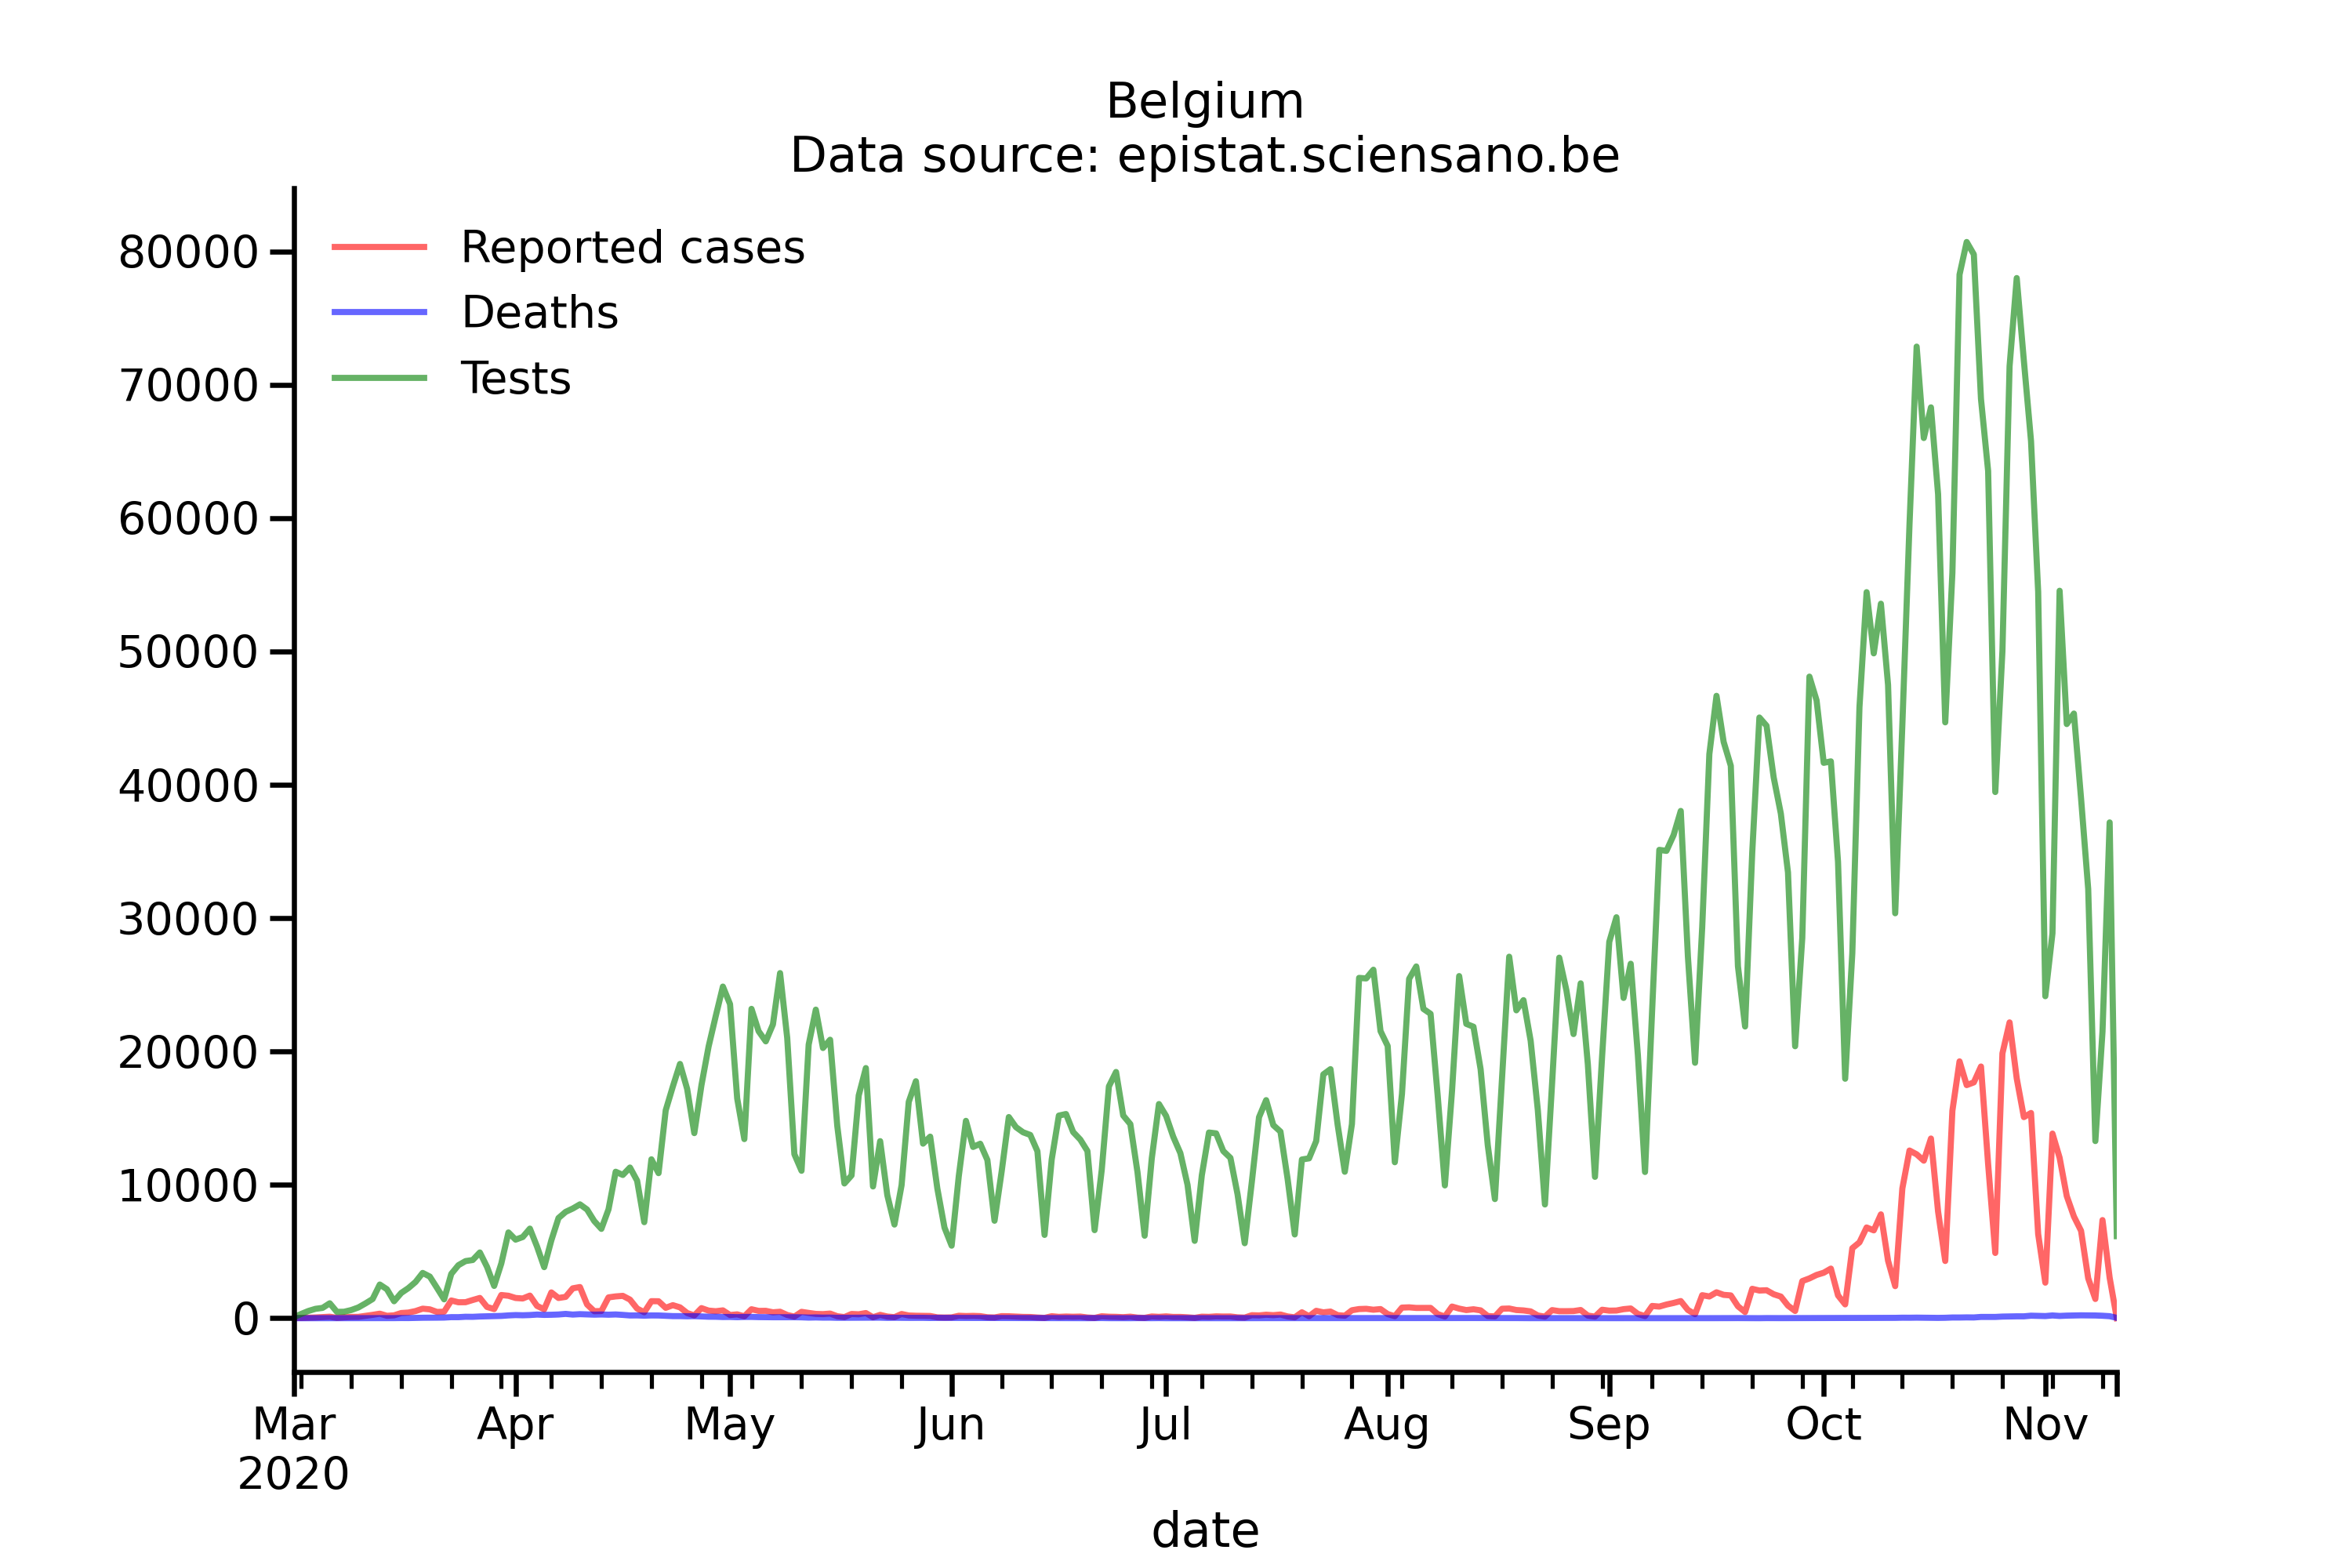 Belgium
Data source: epistat.sciensano.be
Reported cases
Deaths
Tests
80000
70000
60000
50000
40000
30000
20000
10000
0
Mar Apr May Jun Jul Aug Sep Oct Nov
2020
date